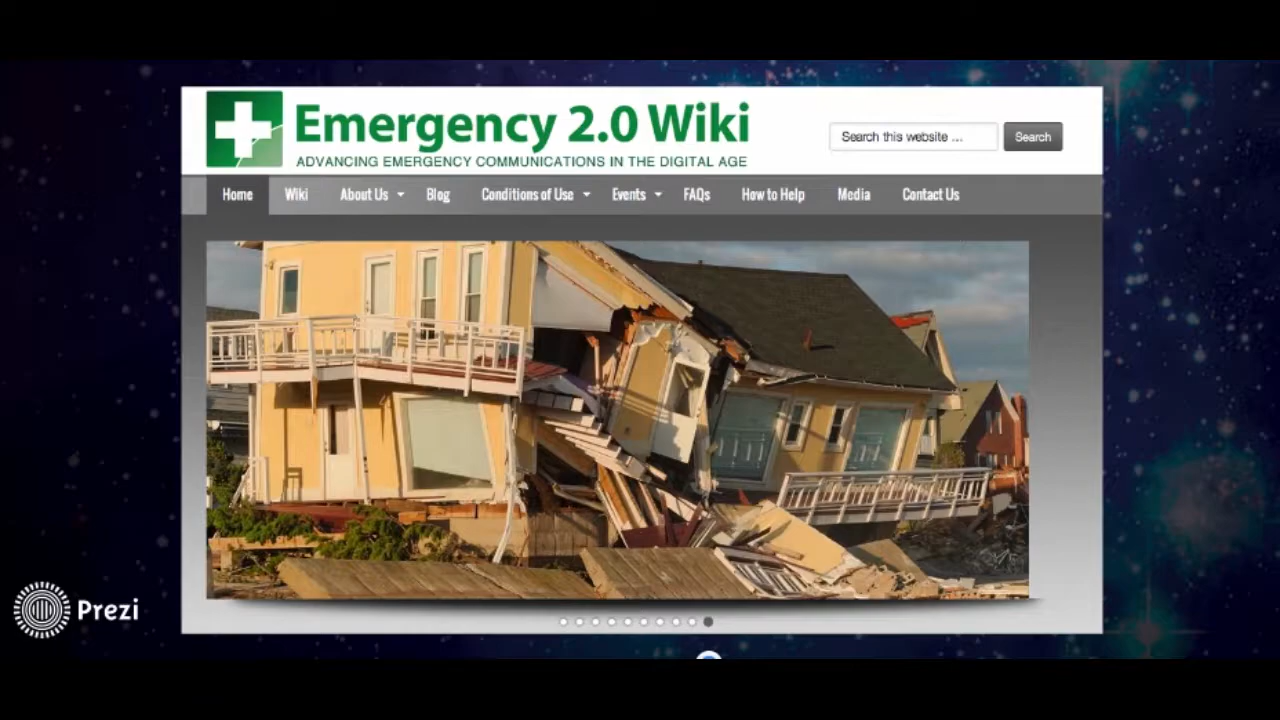 Emergency 2.0 Wiki
ADVANCING EMERGENCY COMMUNICATIONS IN THE DIGITAL AGE
Search this website ...
Search
Home
Wiki
About Us
Blog
Conditions of Use
Events
FAQs
How to Help
Media
Contact Us
Prezi